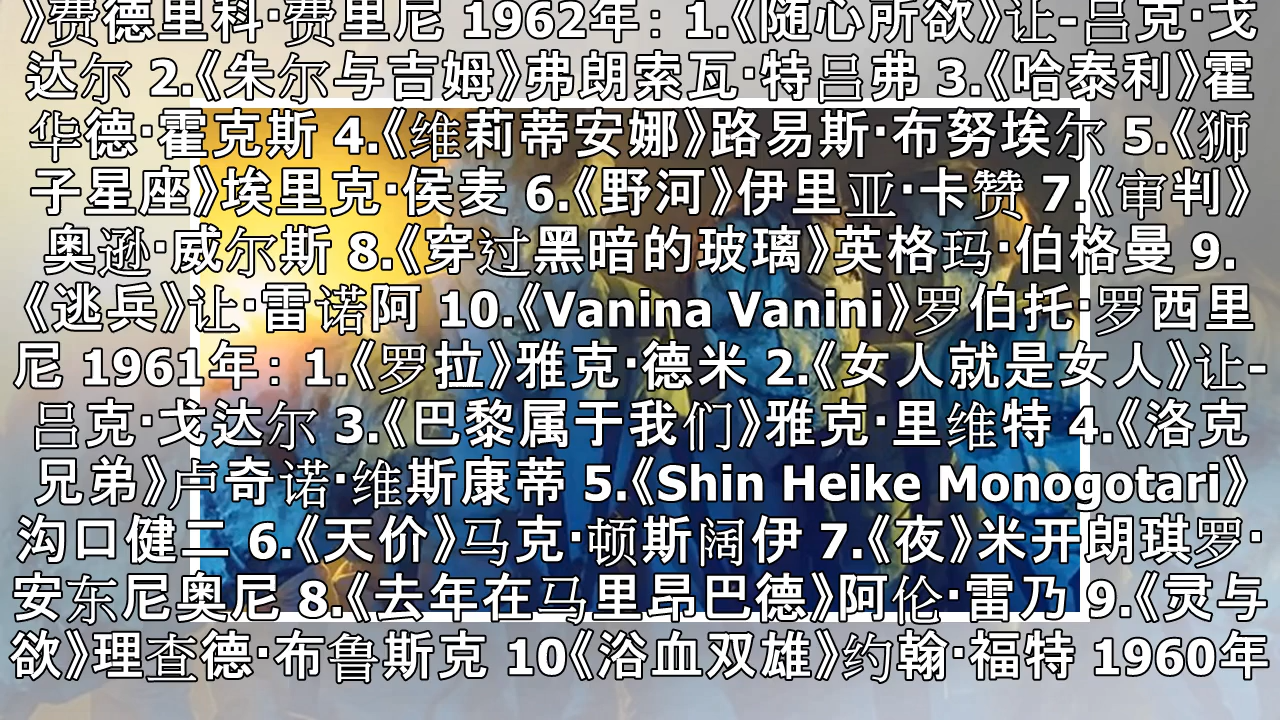 》费德里科·费里尼 1962年：1.《随心所欲》让-吕克·戈
达尔 2.《朱尔与吉姆》弗朗索瓦·特吕弗 3.《哈泰利》霍
华德·霍克斯 4.《维莉蒂安娜》路易斯·布努埃尔 5.《狮
子星座》埃里克·侯麦 6.《野河》伊里亚·卡赞 7.《审判》
奥逊·威尔斯 8.《穿过黑暗的玻璃》英格玛·伯格曼 9.
《逃兵》让·雷诺阿 10.《Vanina Vanini》罗伯托·罗西里
尼 1961年：1.《罗拉》雅克·德米 2.《女人就是女人》让-
吕克·戈达尔 3.《巴黎属于我们》雅克·里维特 4.《洛克
兄弟》卢奇诺·维斯康蒂 5.《Shin Heike Monogotari》
沟口健二 6.《天价》马克·顿斯阔伊 7.《夜》米开朗琪罗·
安东尼奥尼 8.《去年在马里昂巴德》阿伦·雷乃 9.《灵与
欲》理查德·布鲁斯克 10《浴血双雄》约翰·福特 1960年